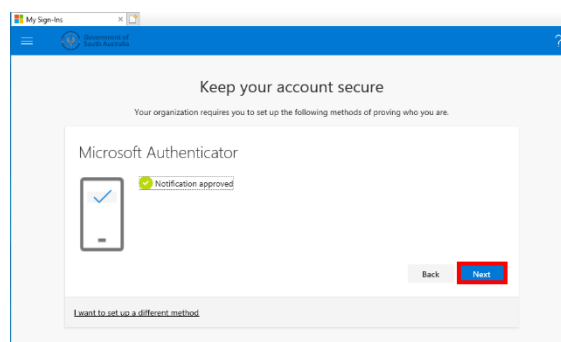 My Sign-Ins
Government of
South Australia
?
Keep your account secure
Your organization requires you to set up the following methods of proving who you are.
Microsoft Authenticator
Notification approved
Back Next
I want to set up a different method